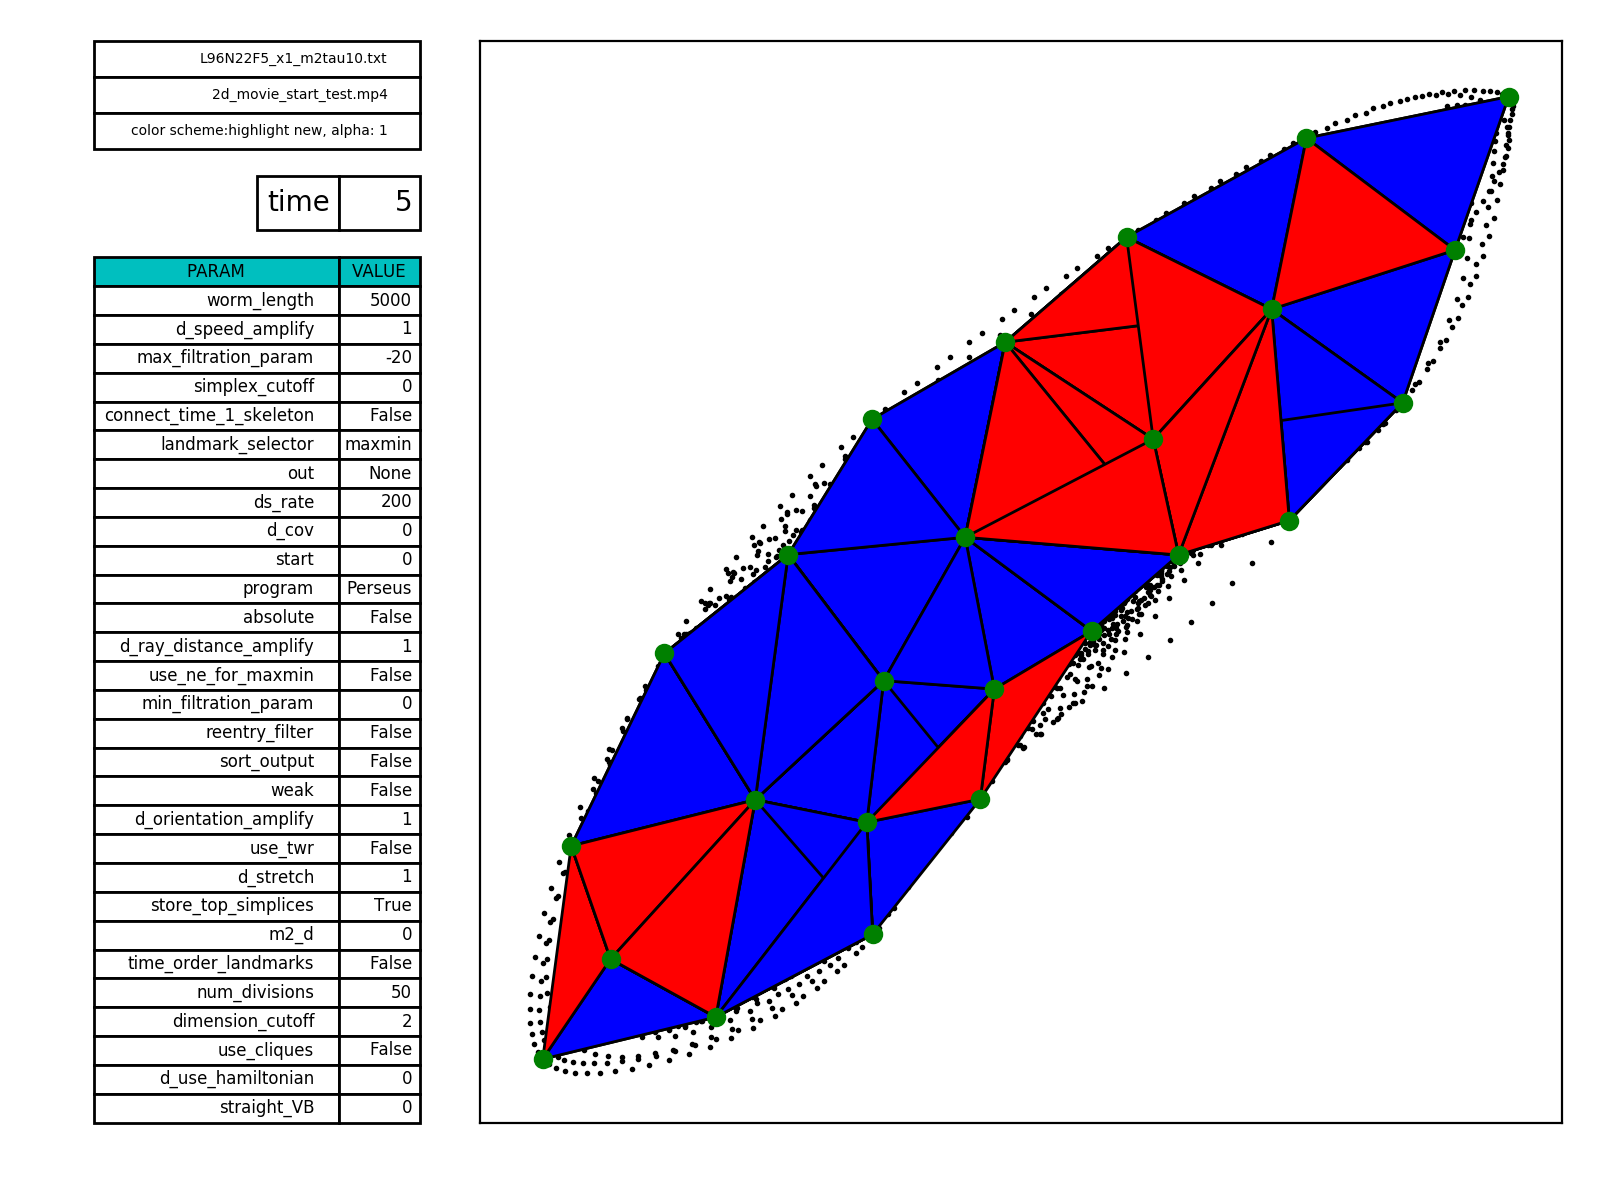 L96N22F5_x1_m2tau10.txt
2d_movie_start_test.mp4
color scheme:highlight new, alpha: 1
time 5
PARAM VALUE
worm_length 5000
d_speed_amplify 1
max_filtration_param -20
simplex_cutoff 0
connect_time_1_skeleton False
landmark_selector maxmin
out None
ds_rate 200
d_cov 0
start 0
program Perseus
absolute False
d_ray_distance_amplify 1
use_ne_for_maxmin False
min_filtration_param 0
reentry_filter False
sort_output False
weak False
d_orientation_amplify 1
use_twr False
d_stretch 1
store_top_simplices True
m2_d 0
time_order_landmarks False
num_divisions 50
dimension_cutoff 2
use_cliques False
d_use_hamiltonian 0
straight_VB 0